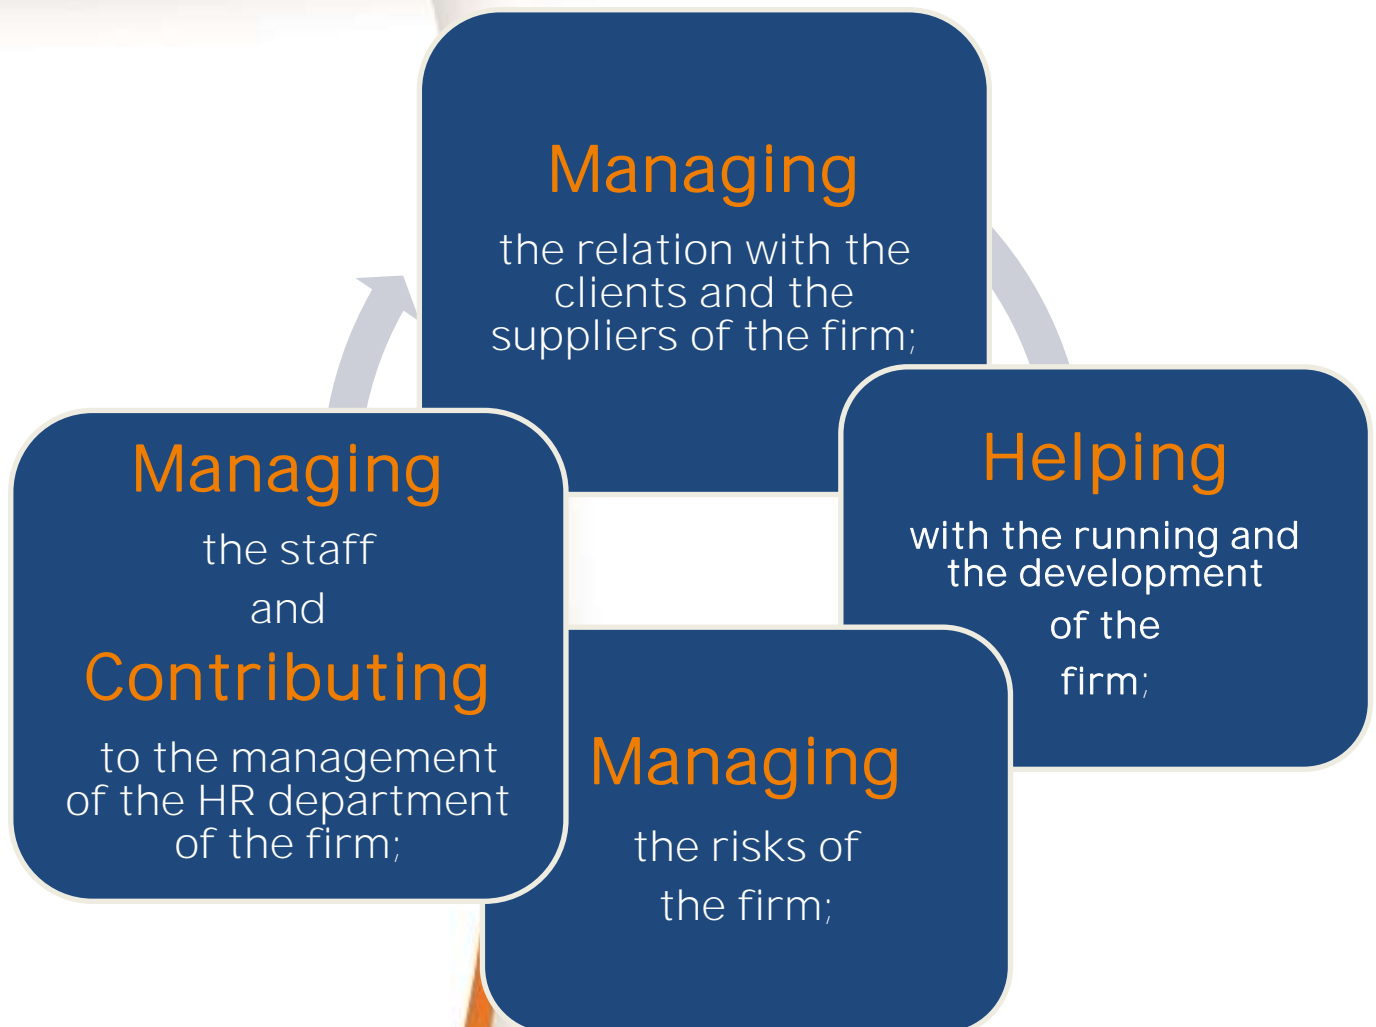 Managing
the relation with the
clients and the
suppliers of the firm;
Helping
with the running and
the development
of the
firm;
Managing
the risks of
the firm;
Managing
the staff
and
Contributing
to the management
of the HR department
of the firm;